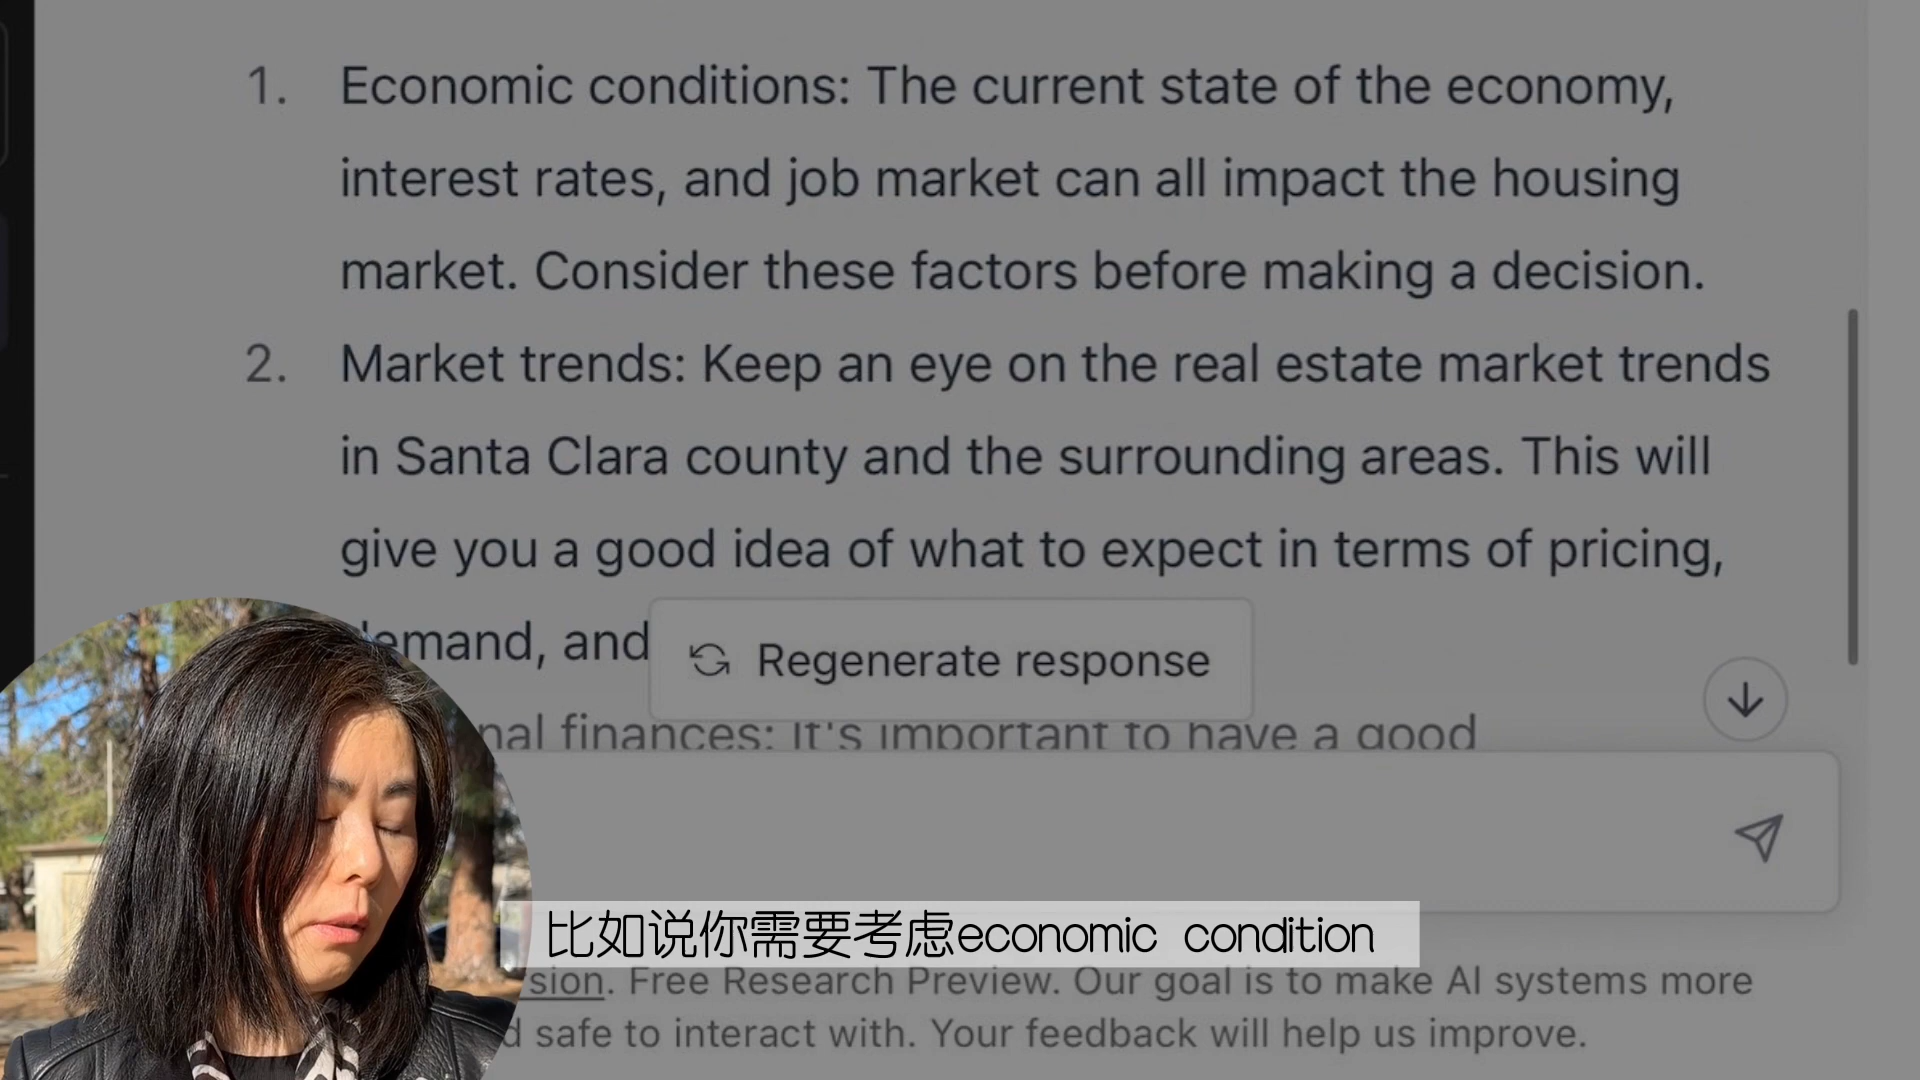 1. Economic conditions: The current state of the economy,
interest rates, and job market can all impact the housing
market. Consider these factors before making a decision.
2. Market trends: Keep an eye on the real estate market trends
in Santa Clara county and the surrounding areas. This will
give you a good idea of what to expect in terms of pricing,
emand, and
Regenerate response
nal finances: It's important to have a good
比如说你需要考虑economic condition
sion. Free Research Preview. Our goal is to make AI systems more
d safe to interact with. Your feedback will help us improve.